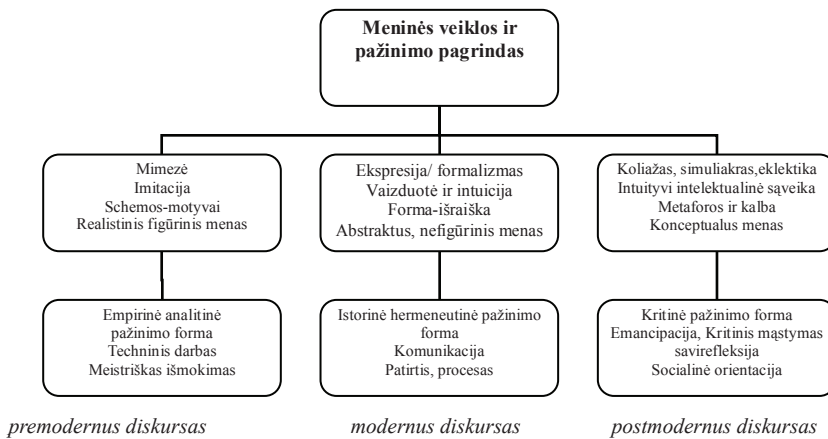 Meninės veiklos ir
pažinimo pagrindas
Mimezė
Imitacija
Schemos-motyvai
Realistinis figūrinis menas
Ekspresija/ formalizmas
Vaizduotė ir intuicija
Forma-išraiška
Abstraktus, nefigūrinis menas
Koliažas, simuliakras,eklektika
Intuityvi intelektualinė sąveika
Metaforos ir kalba
Konceptualus menas
Empirinė analitinė
pažinimo forma
Techninis darbas
Meistriškas išmokimas
Istorinė hermeneutinė pažinimo
forma
Komunikacija
Patirtis, procesas
Kritinė pažinimo forma
Emancipacija, Kritinis mąstymas
savirefleksija
Socialinė orientacija
premodernus diskursas
modernus diskursas
postmodernus diskursas